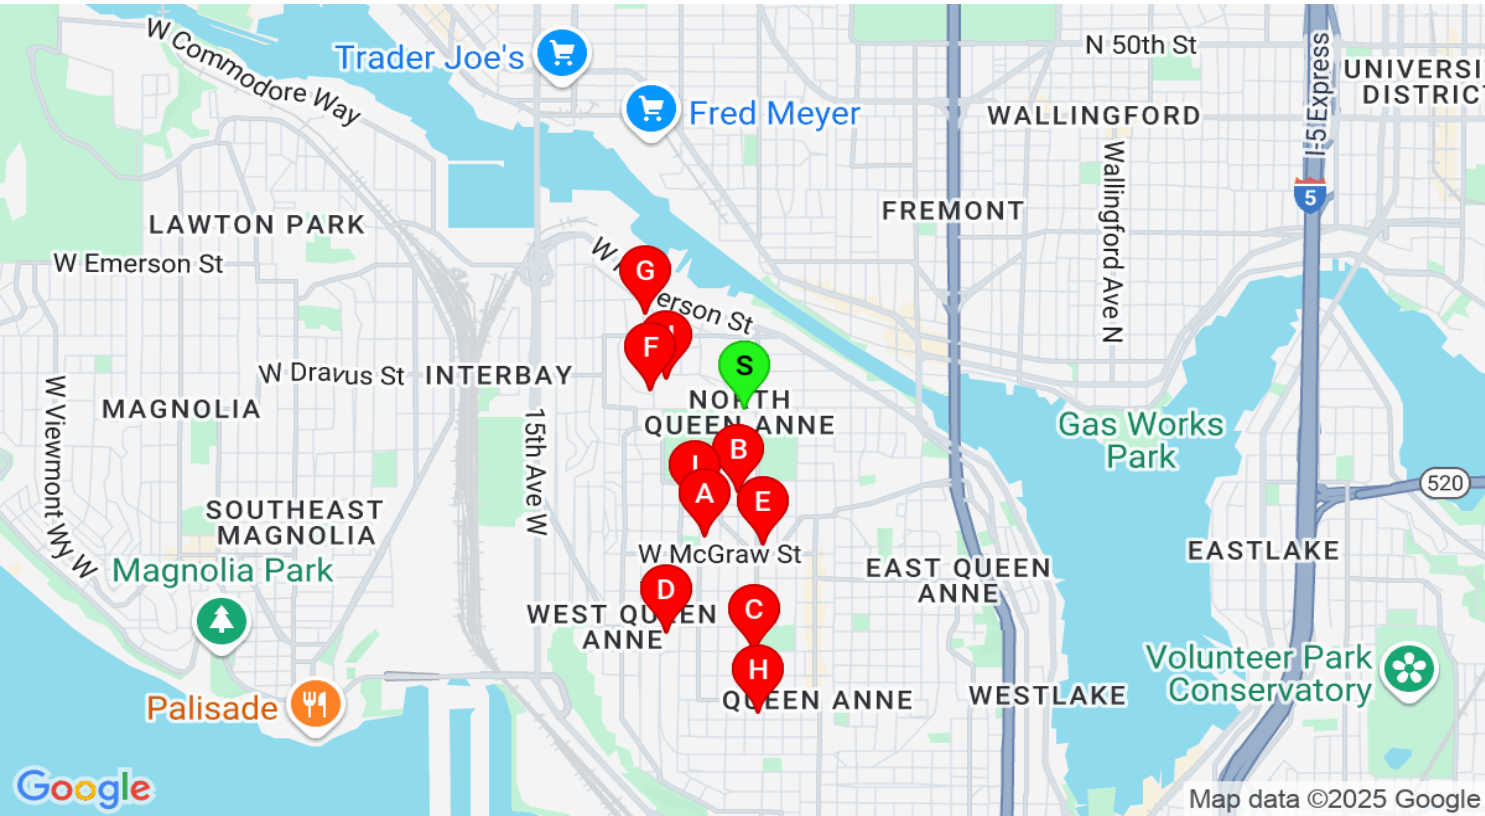 W Commodore Way
Trader Joe's
Fred Meyer
N 50th St
I-5 Express
UNIVERSI
DISTRIC
WALLINGFORD
Wallingford Ave N
5
LAWTON PARK
FREMONT
W Emerson St
G
erson St
F
S
W Dravus St
INTERBAY
NORTH
QUEEN ANNE
MAGNOLIA
W Viewmont Wy W
15th Ave W
Gas Works
Park
B
A
E
520
SOUTHEAST
MAGNOLIA
W McGraw St
EASTLAKE
Magnolia Park
EAST QUEEN
ANNE
D
C
WEST QUEEN
ANNE
H
QUEEN ANNE
WESTLAKE
Volunteer Park
Conservatory
Palisade
Google
Map data ©2025 Google